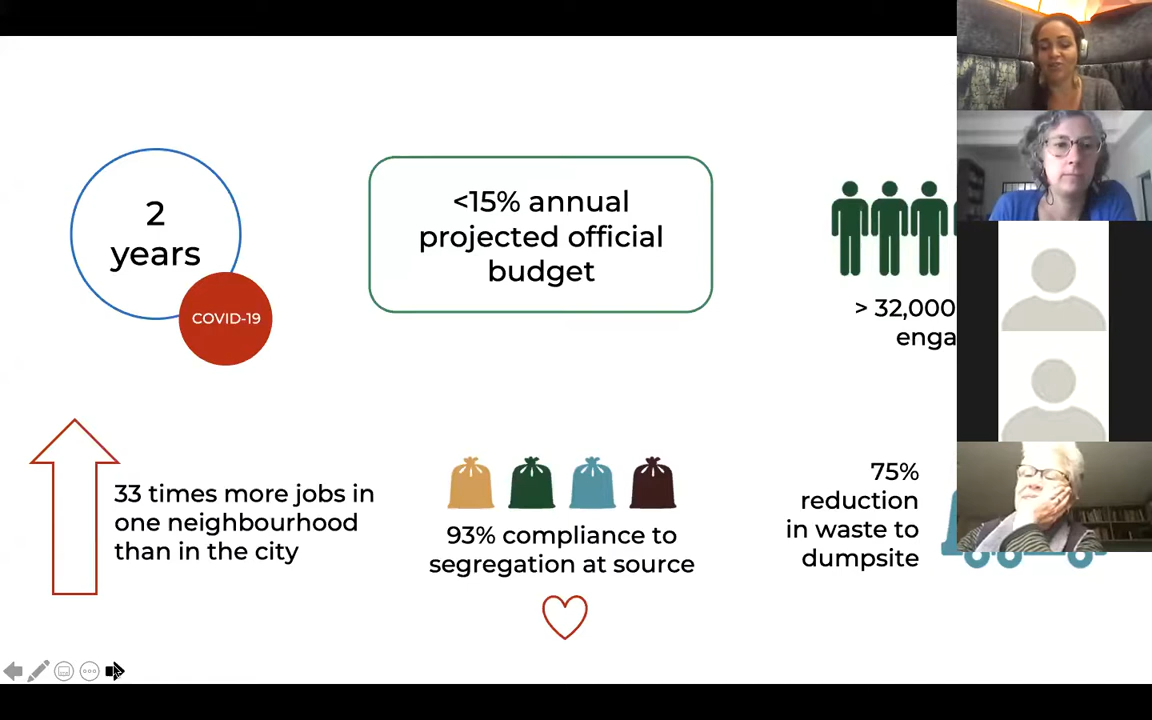 2
years
COVID-19
<15% annual
projected official
budget
> 32,000
33 times more jobs in
one neighbourhood
than in the city
93% compliance to
segregation at source
75%
reduction
in waste to
dumpsite